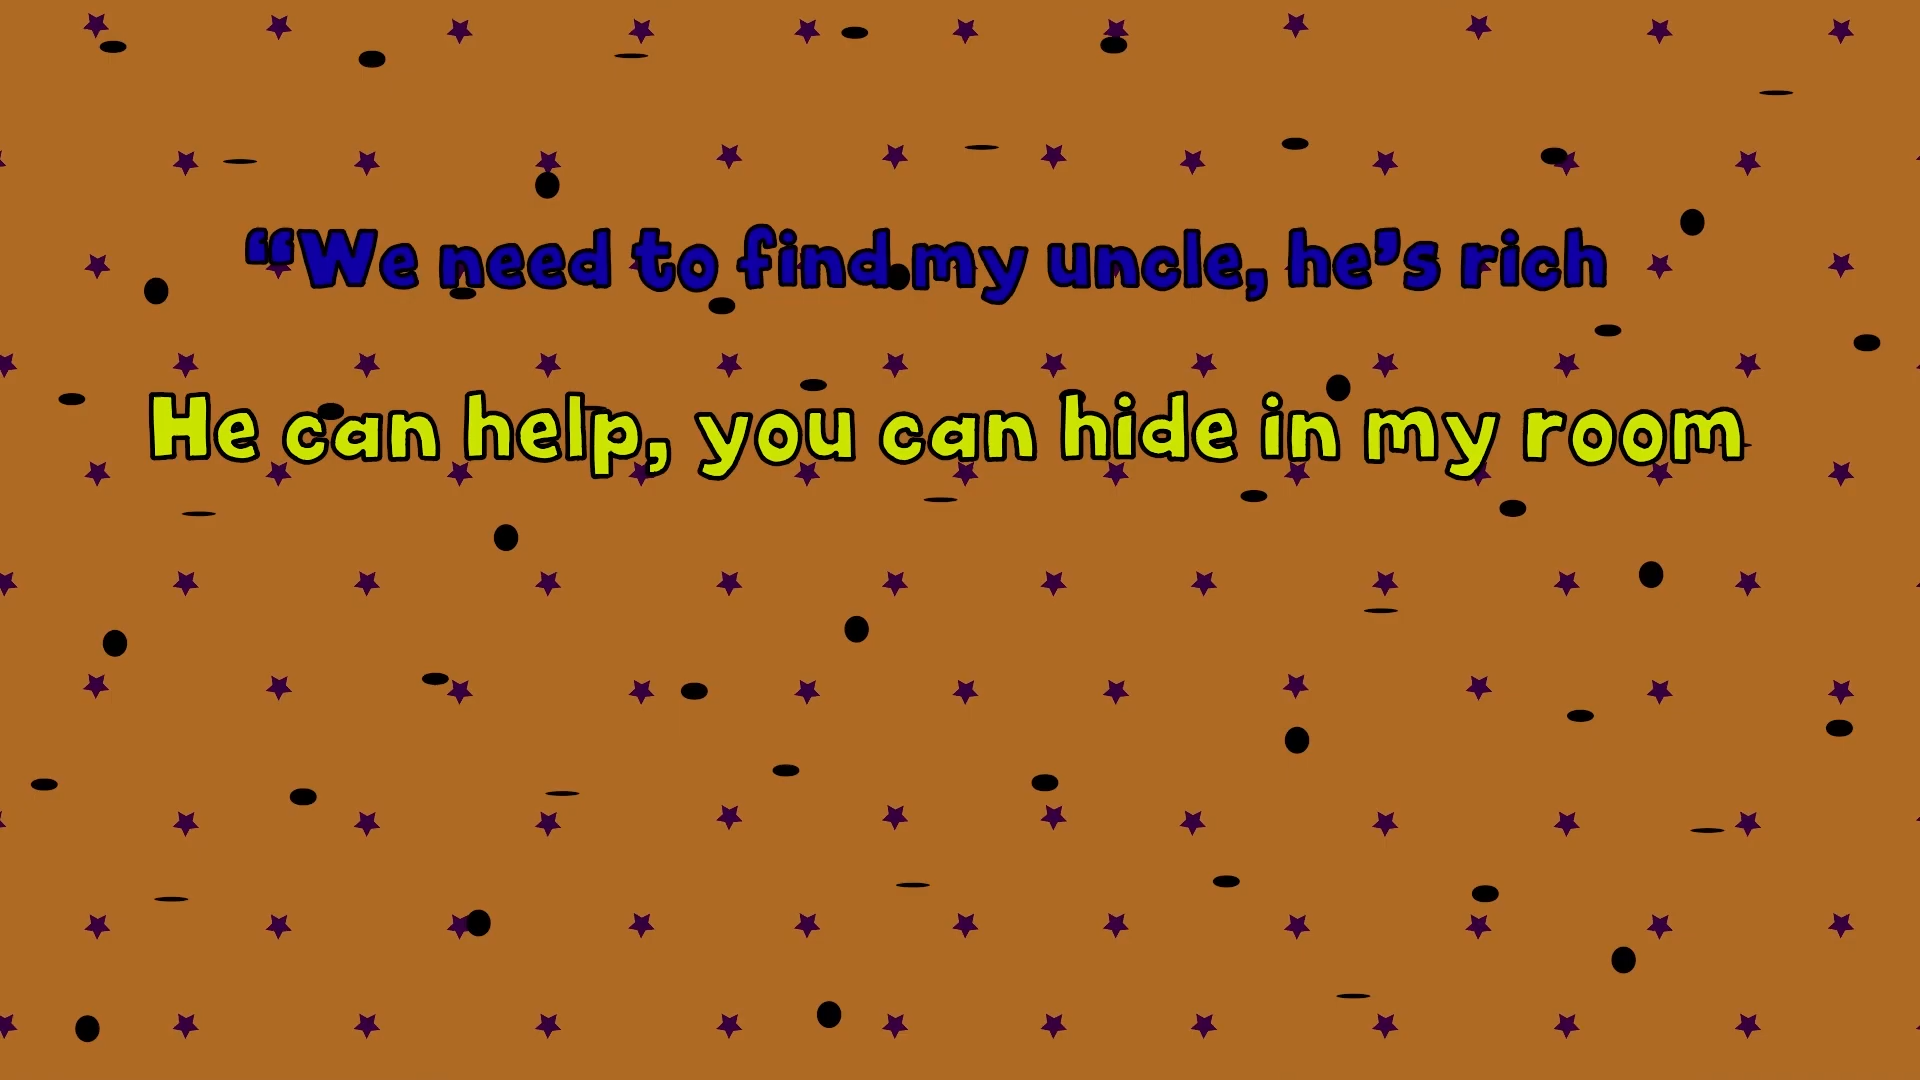 “We need to find my uncle, he’s rich
He can help, you can hide in my room